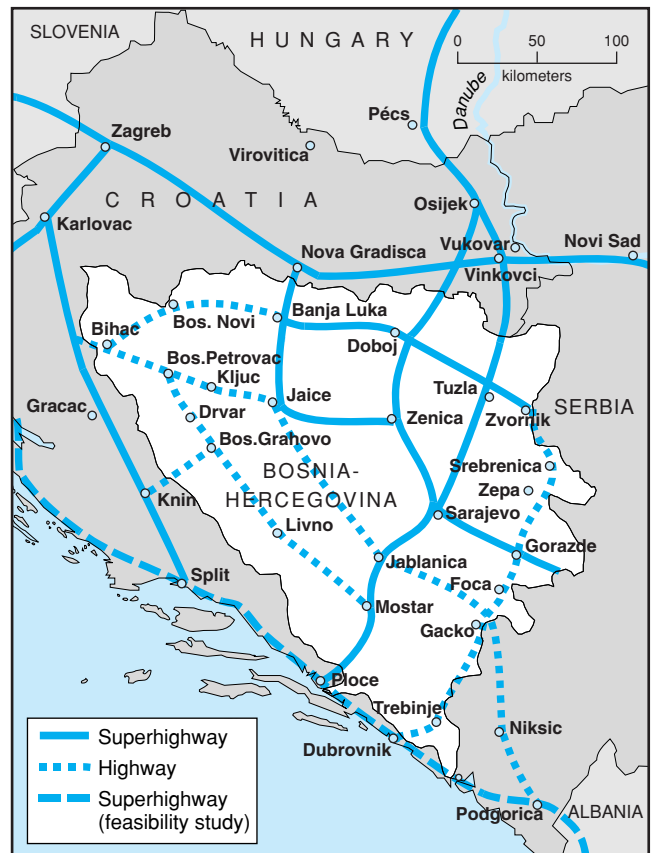 SLOVENIA
HUNGARY
0 50 100
kilometers
Danube
Pécs
Zagreb
Virovitica
CROATIA
Osijek
Karlovac
Vukovar
Novi Sad
Nova Gradisca
Vinkovci
Bos. Novi
Banja Luka
Bihac
Doboj
Bos.Petrovac
Kljuc
Tuzla
Jaice
SERBIA
Gracac
Drvar
Zenica
Zvornik
Bos.Grahovo
Srebrenica
BOSNIA-
HERCEGOVINA
Zepa
Knin
Sarajevo
Livno
Gorazde
Jablanica
Split
Foca
Mostar
Gacko
Ploce
Trebinje
Niksic
Dubrovnik
Podgorica
ALBANIA
Superhighway
Highway
Superhighway
(feasibility study)